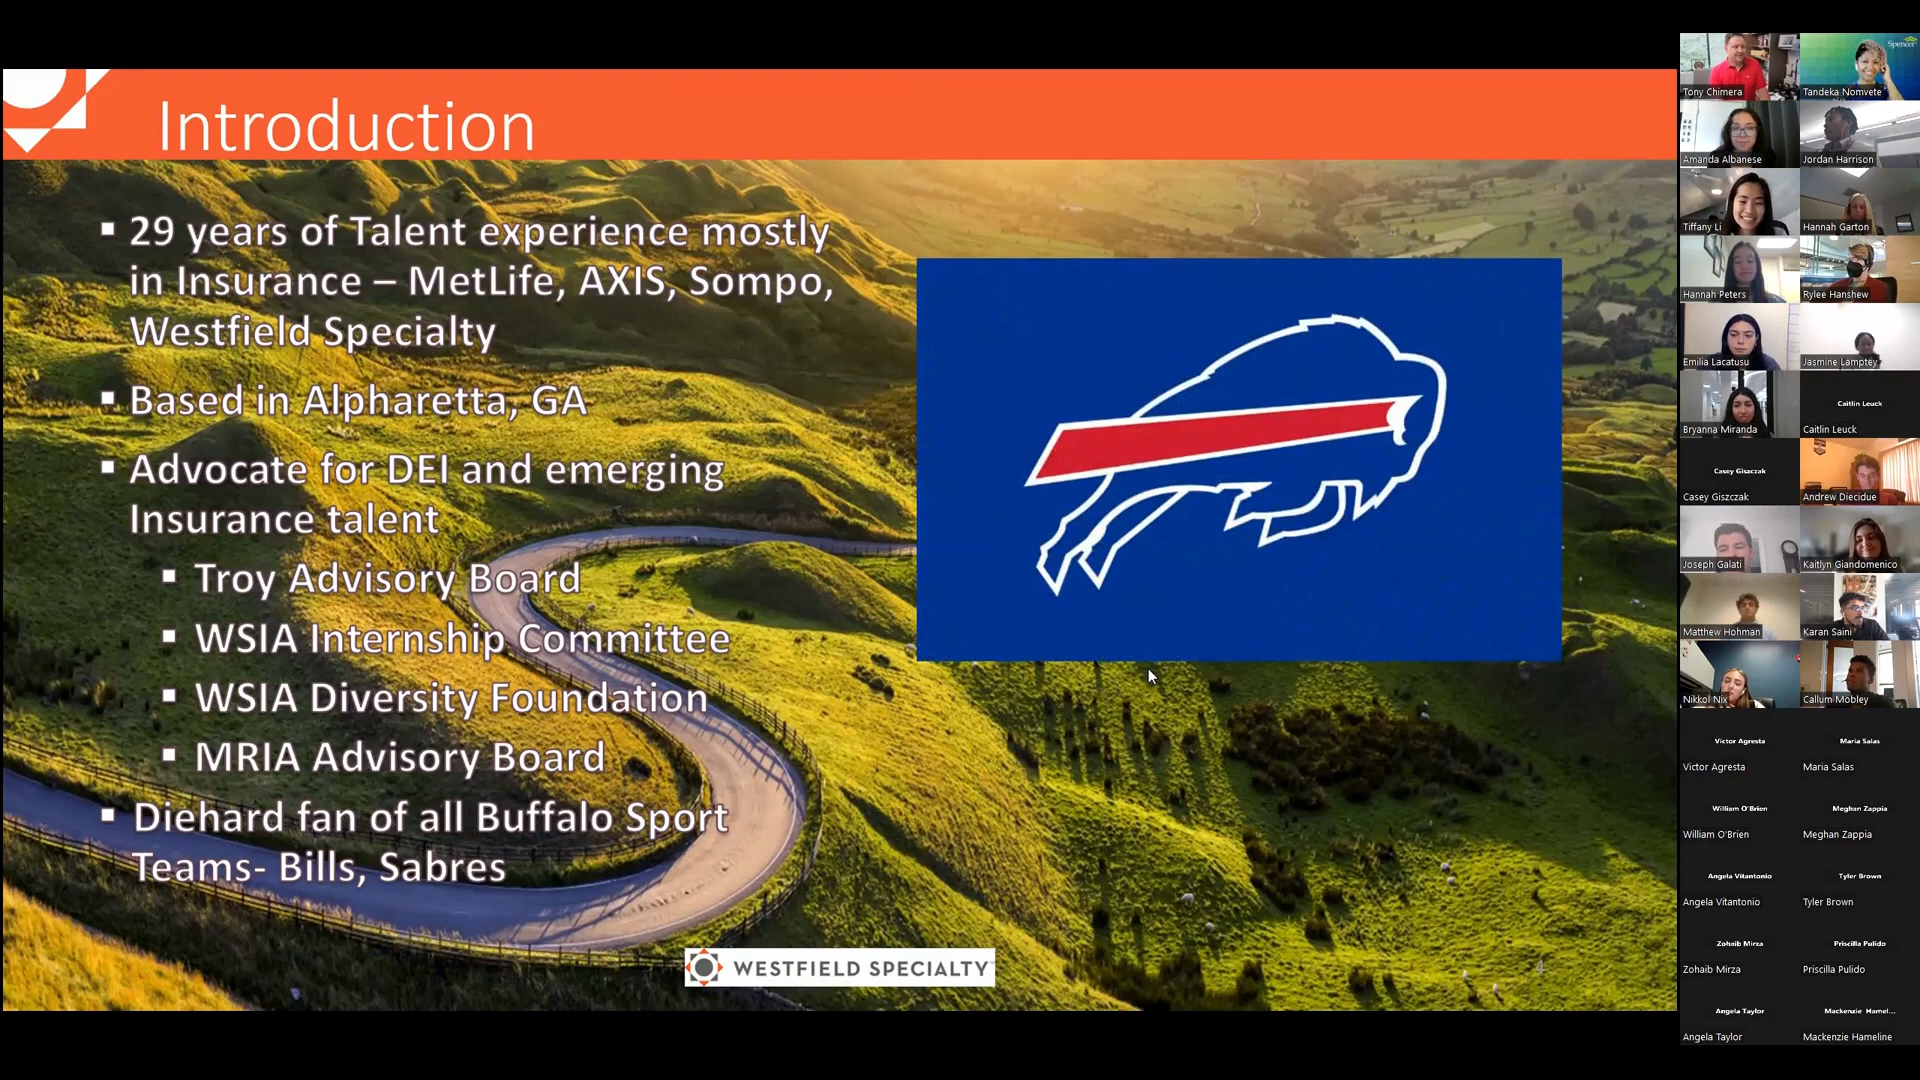 Introduction
▪ 29 years of Talent experience mostly
in Insurance – MetLife, AXIS, Sompo,
Westfield Specialty
▪ Based in Alpharetta, GA
▪ Advocate for DEI and emerging
Insurance talent
▪ Troy Advisory Board
▪ WSIA Internship Committee
▪ WSIA Diversity Foundation
▪ MRIA Advisory Board
▪ Diehard fan of all Buffalo Sport
Teams- Bills, Sabres
WESTFIELD SPECIALTY
4
Spencer
Tony Chimera
Tandeka Nomvete
Amanda Albanese
Jordan Harrison
Tiffany Li
Hannah Garton
Hannah Peters
Rylee Hanshew
Emilia Lacatusu
Jasmine Lamptey
Bryanna Miranda
Caitlin Leuck
Caitlin Leuck
Casey Giszczak
Casey Giszczak
Andrew Diecidue
Joseph Galati
Kaitlyn Giandomenico
Matthew Hohman
Karan Saini
Nikkol Nix
Callum Mobley
Victor Agresta
Victor Agresta
Maria Salas
Maria Salas
William O'Brien
William O'Brien
Meghan Zappia
Meghan Zappia
Angela Vitantonio
Angela Vitantonio
Tyler Brown
Tyler Brown
Zohaib Mirza
Zohaib Mirza
Priscilla Pulido
Priscilla Pulido
Angela Taylor
Angela Taylor
Mackenzie Hamel...
Mackenzie Hameline